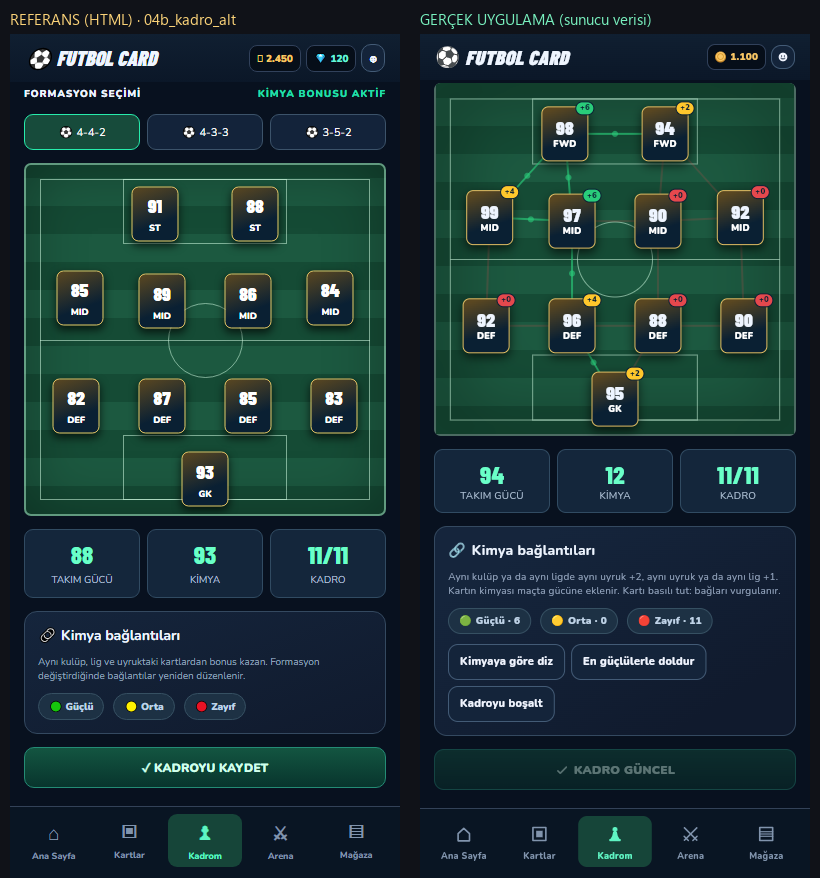 REFERANS (HTML) · 04b_kadro_alt
FUTBOL CARD
2.450
120
FORMASYON SEÇİMİ
KİMYA BONUSU AKTİF
4-4-2
4-3-3
3-5-2
91
ST
88
ST
85
MID
89
MID
86
MID
84
MID
82
DEF
87
DEF
85
DEF
83
DEF
93
GK
88
TAKIM GÜCÜ
93
KİMYA
11/11
KADRO
Kimya bağlantıları
Aynı kulüp, lig ve uyruktaki kartlardan bonus kazan. Formasyon
değiştirdiğinde bağlantılar yeniden düzenlenir.
Güçlü
Orta
Zayıf
✓ KADROYU KAYDET
Ana Sayfa
Kartlar
Kadrom
Arena
Mağaza
GERÇEK UYGULAMA (sunucu verisi)
FUTBOL CARD
1.100
+6
98
FWD
+2
94
FWD
+4
99
MID
+6
97
MID
+0
90
MID
+0
92
MID
+0
92
DEF
+4
96
DEF
+0
88
DEF
+0
90
DEF
+2
95
GK
94
TAKIM GÜCÜ
12
KİMYA
11/11
KADRO
Kimya bağlantıları
Aynı kulüp ya da aynı ligde aynı uyruk +2, aynı uyruk ya da aynı lig +1.
Kartın kimyası maçta gücüne eklenir. Kartı basılı tut: bağları vurgulanır.
Güçlü · 6
Orta · 0
Zayıf · 11
Kimyaya göre diz
En güçlülerle doldur
Kadroyu boşalt
✓ KADRO GÜNCEL
Ana Sayfa
Kartlar
Kadrom
Arena
Mağaza